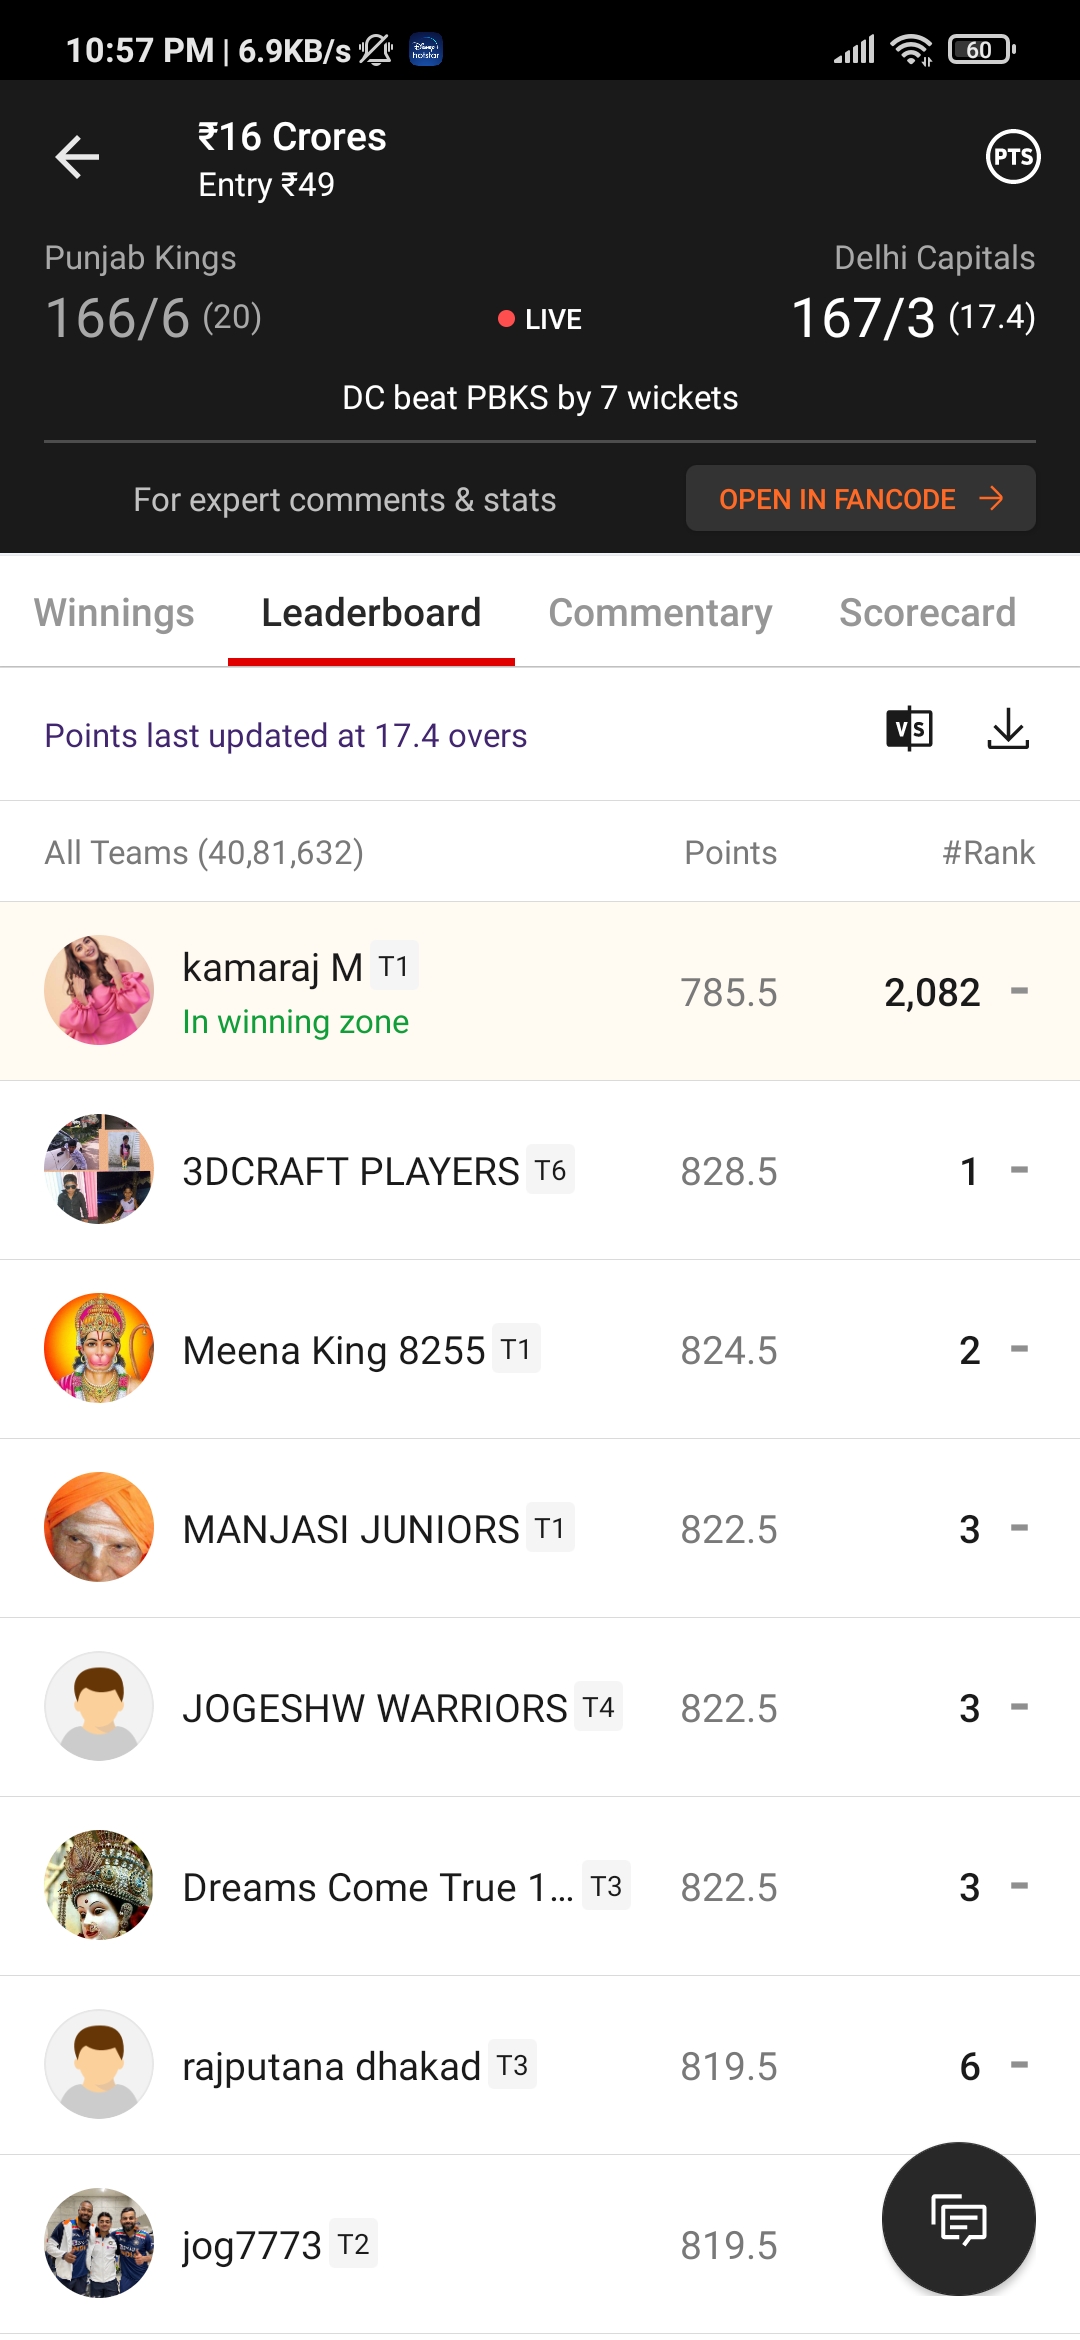 10:57 PM | 6.9KB/s
Disney+ hotstar
60
₹16 Crores
Entry ₹49
PTS
Punjab Kings
Delhi Capitals
166/6 (20)
LIVE
167/3 (17.4)
DC beat PBKS by 7 wickets
For expert comments & stats
OPEN IN FANCODE
Winnings
Leaderboard
Commentary
Scorecard
Points last updated at 17.4 overs
VS
All Teams (40,81,632)
Points
#Rank
kamaraj M T1
In winning zone
785.5
2,082 -
3DCRAFT PLAYERS T6
828.5
1 -
Meena King 8255 T1
824.5
2 -
MANJASI JUNIORS T1
822.5
3 -
JOGESHW WARRIORS T4
822.5
3 -
Dreams Come True 1... T3
822.5
3 -
rajputana dhakad T3
819.5
6 -
jog7773 T2
819.5